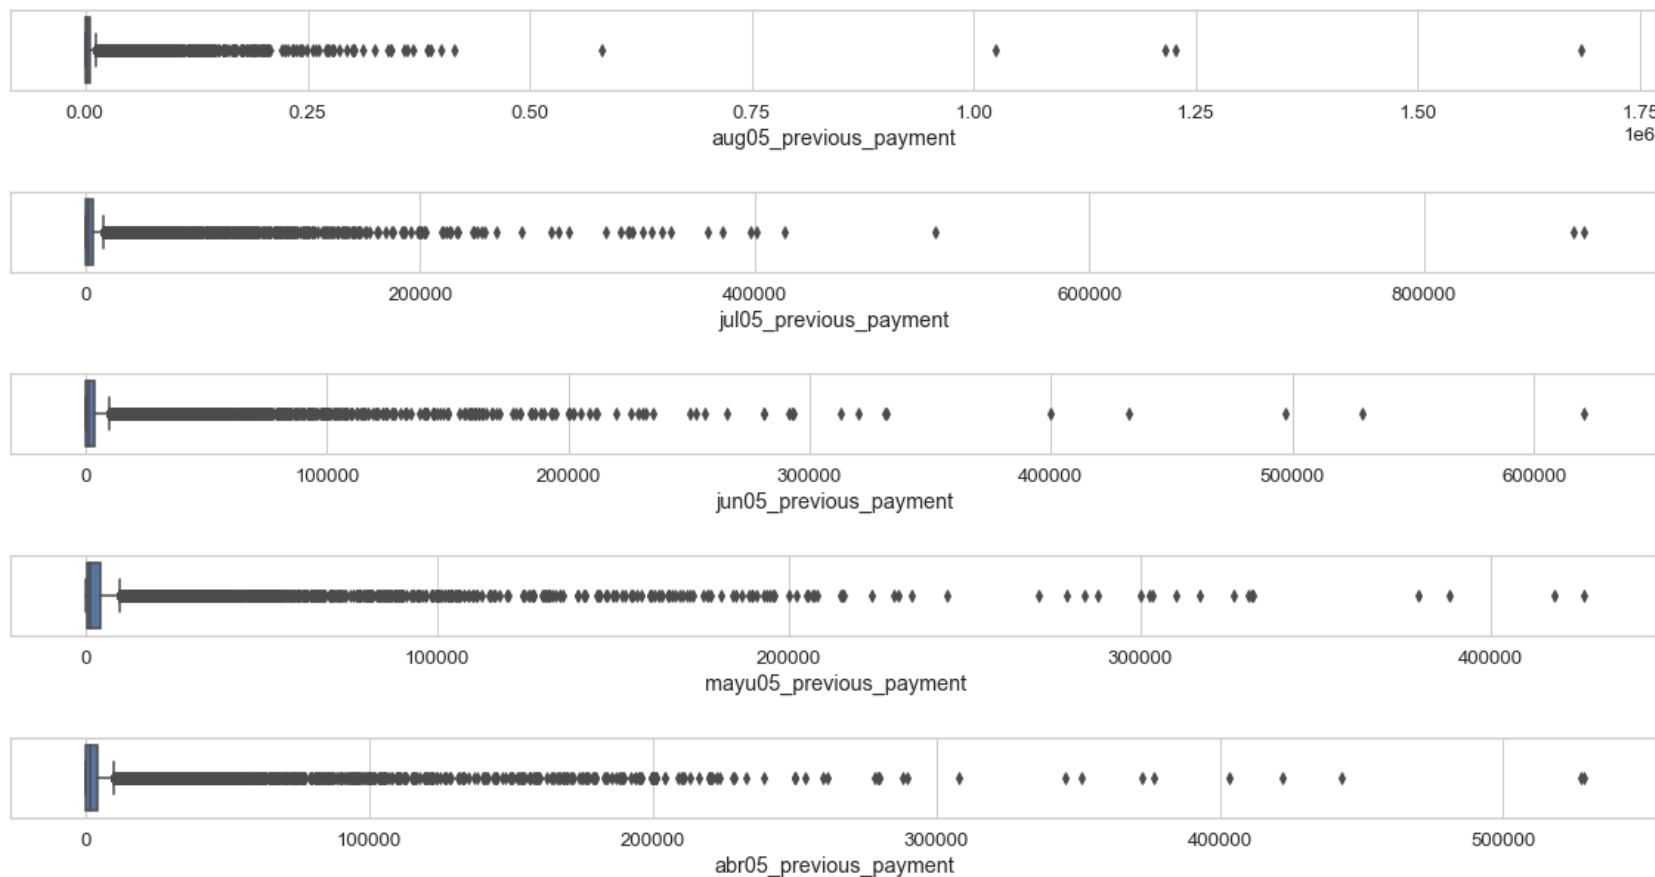 0.00 0.25 0.50 0.75 1.00 1.25 1.50 1.75
1e6
aug05_previous_payment
0 200000 400000 600000 800000
jul05_previous_payment
0 100000 200000 300000 400000 500000 600000
jun05_previous_payment
0 100000 200000 300000 400000
mayu05_previous_payment
0 100000 200000 300000 400000 500000
abr05_previous_payment